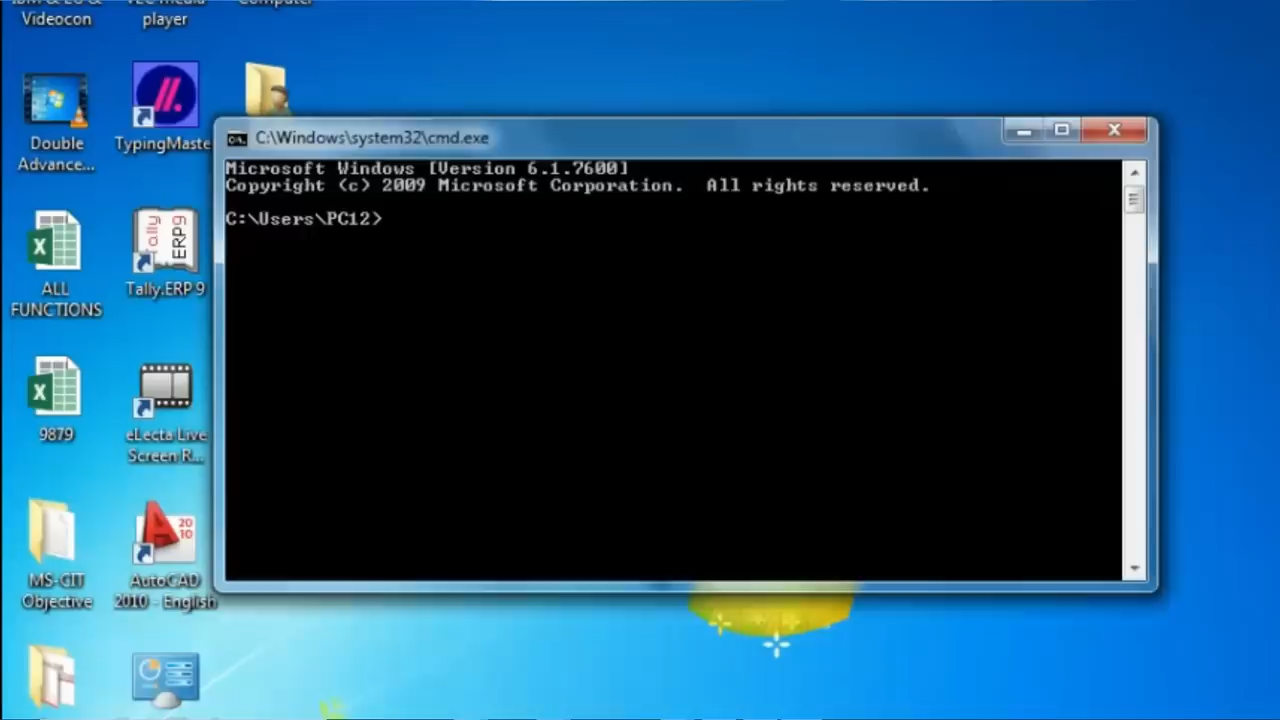 Videocon
player
Computer
Double
Advance...
TypingMaste
ALL
FUNCTIONS
Tally.ERP 9
9879
eLecta Live
Screen R...
MS-CIT
Objective
AutoCAD
2010 - English
C:\Windows\system32\cmd.exe
Microsoft Windows [Version 6.1.7600]
Copyright (c) 2009 Microsoft Corporation.  All rights reserved.
C:\Users\PC12>